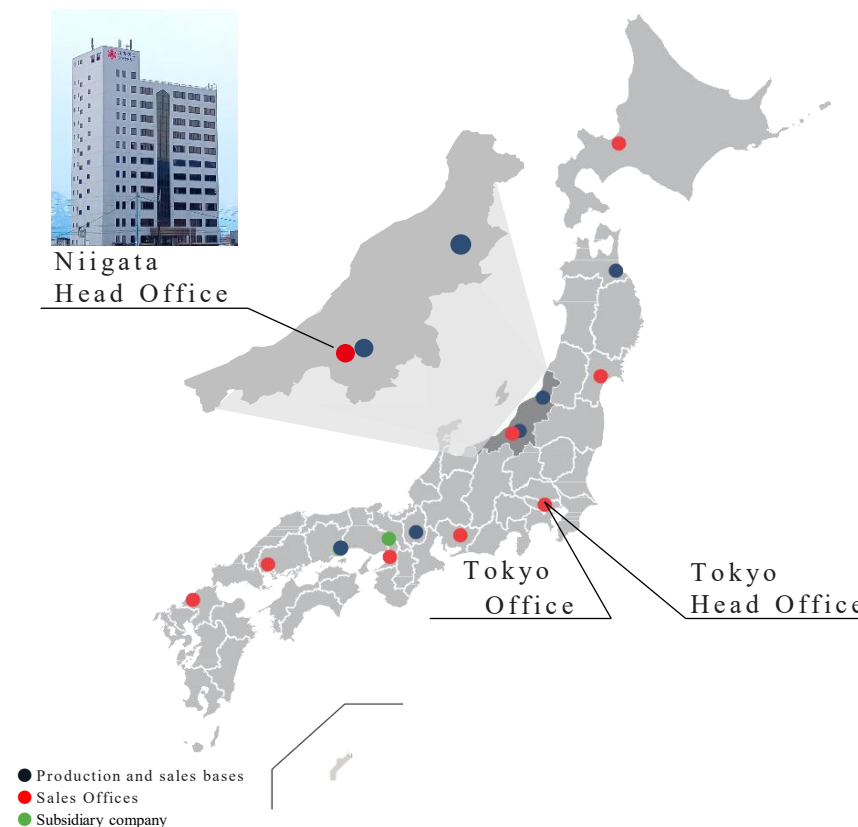 Niigata
Head Office
Tokyo
Office
Tokyo
Head Office
Production and sales bases
Sales Offices
Subsidiary company